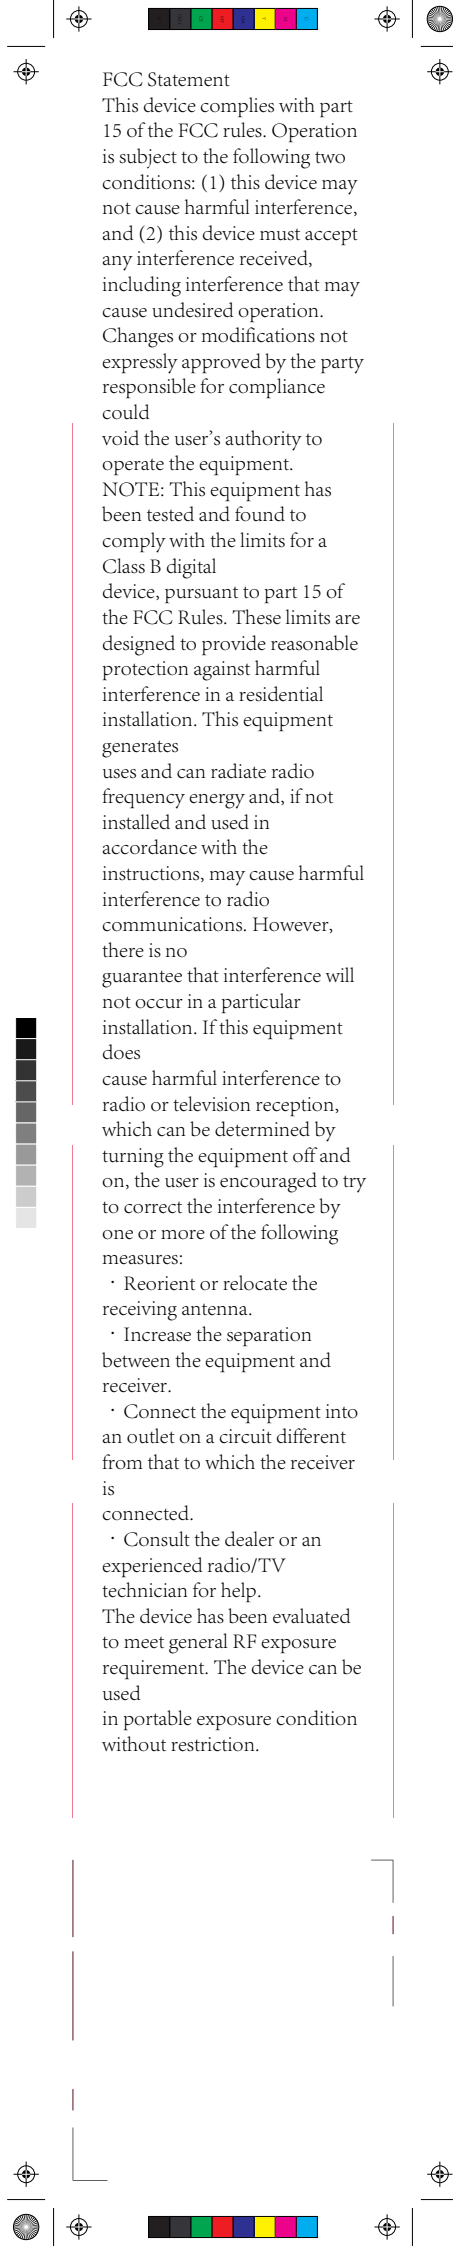 FCC Statement
This device complies with part
15 of the FCC rules. Operation
is subject to the following two
conditions: (1) this device may
not cause harmful interference,
and (2) this device must accept
any interference received,
including interference that may
cause undesired operation.
Changes or modifications not
expressly approved by the party
responsible for compliance
could
void the user’s authority to
operate the equipment.
NOTE: This equipment has
been tested and found to
comply with the limits for a
Class B digital
device, pursuant to part 15 of
the FCC Rules. These limits are
designed to provide reasonable
protection against harmful
interference in a residential
installation. This equipment
generates
uses and can radiate radio
frequency energy and, if not
installed and used in
accordance with the
instructions, may cause harmful
interference to radio
communications. However,
there is no
guarantee that interference will
not occur in a particular
installation. If this equipment
does
cause harmful interference to
radio or television reception,
which can be determined by
turning the equipment off and
on, the user is encouraged to try
to correct the interference by
one or more of the following
measures:
· Reorient or relocate the
receiving antenna.
· Increase the separation
between the equipment and
receiver.
· Connect the equipment into
an outlet on a circuit different
from that to which the receiver
is
connected.
· Consult the dealer or an
experienced radio/TV
technician for help.
The device has been evaluated
to meet general RF exposure
requirement. The device can be
used
in portable exposure condition
without restriction.